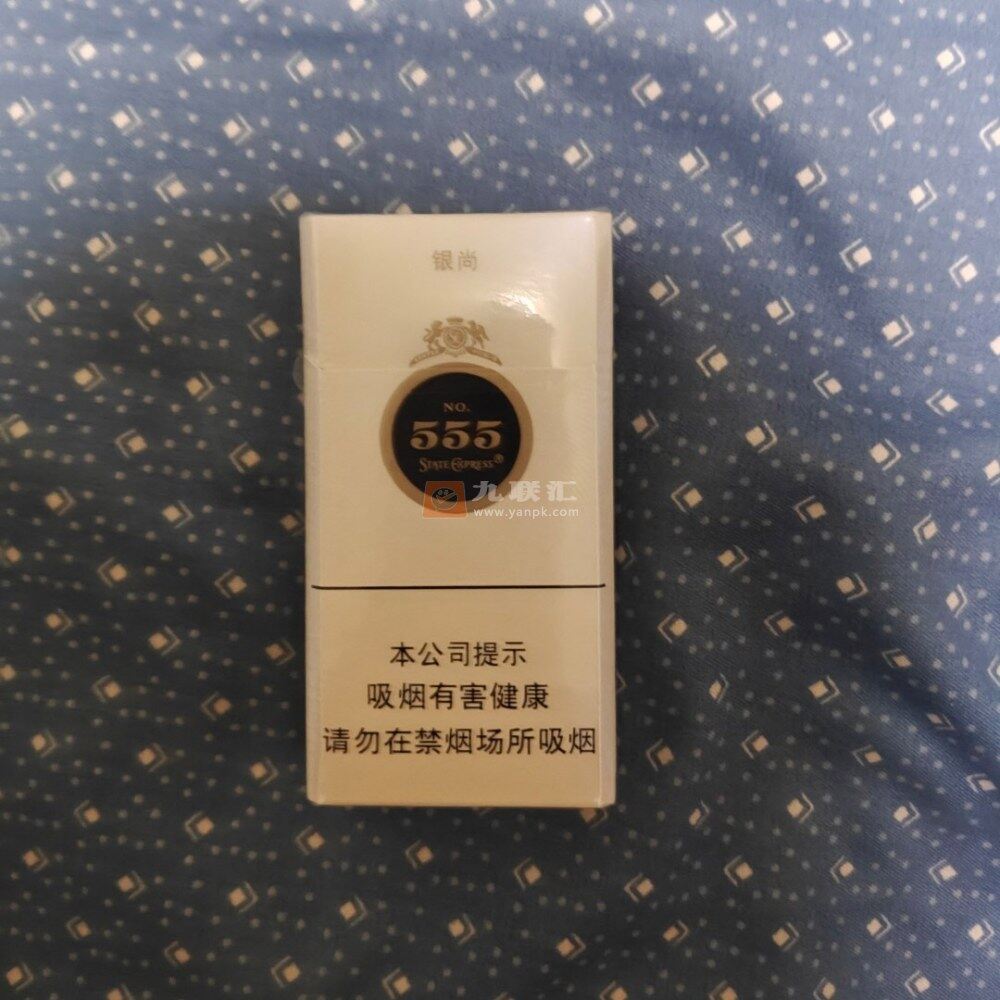 银尚
NO.
555
STATE EXPRESS®
九联汇
www.yanpk.com
本公司提示
吸烟有害健康
请勿在禁烟场所吸烟